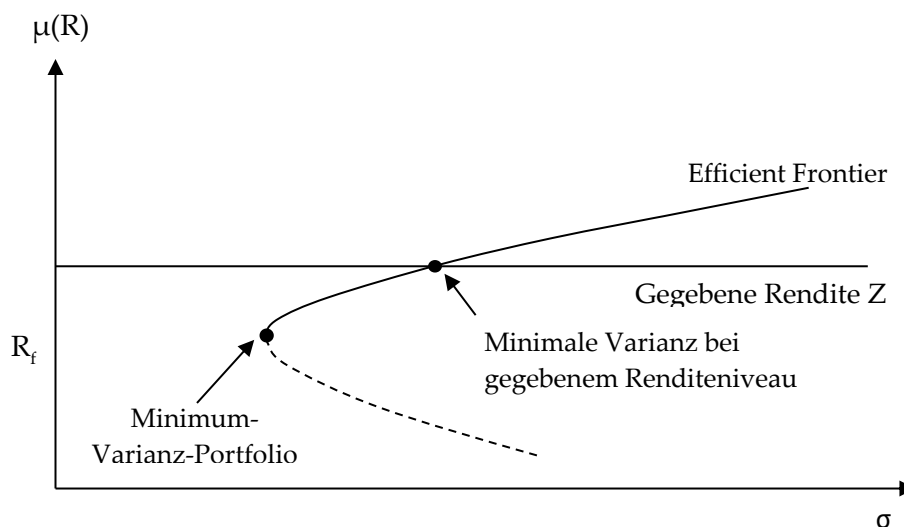 μ(R)
Efficient Frontier
Gegebene Rendite Z
R_f
Minimale Varianz bei
gegebenem Renditeniveau
Minimum-
Varianz-Portfolio
σ